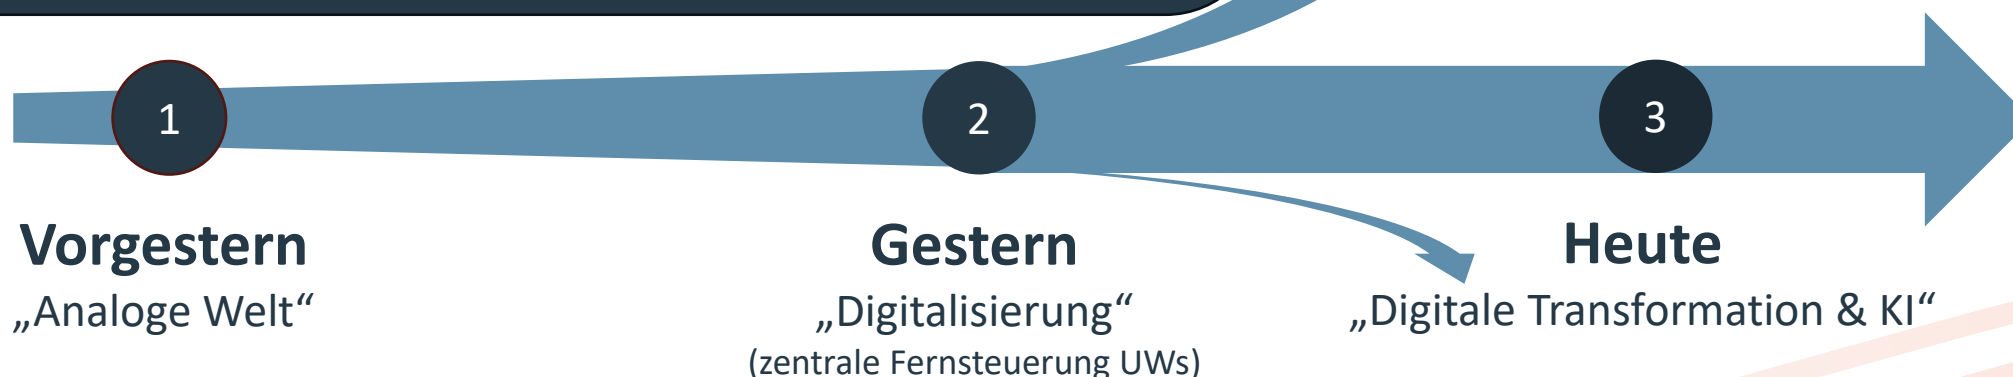 1
2
3
Vorgestern
„Analoge Welt“
Gestern
„Digitalisierung“
(zentrale Fernsteuerung UWs)
Heute
„Digitale Transformation & KI“